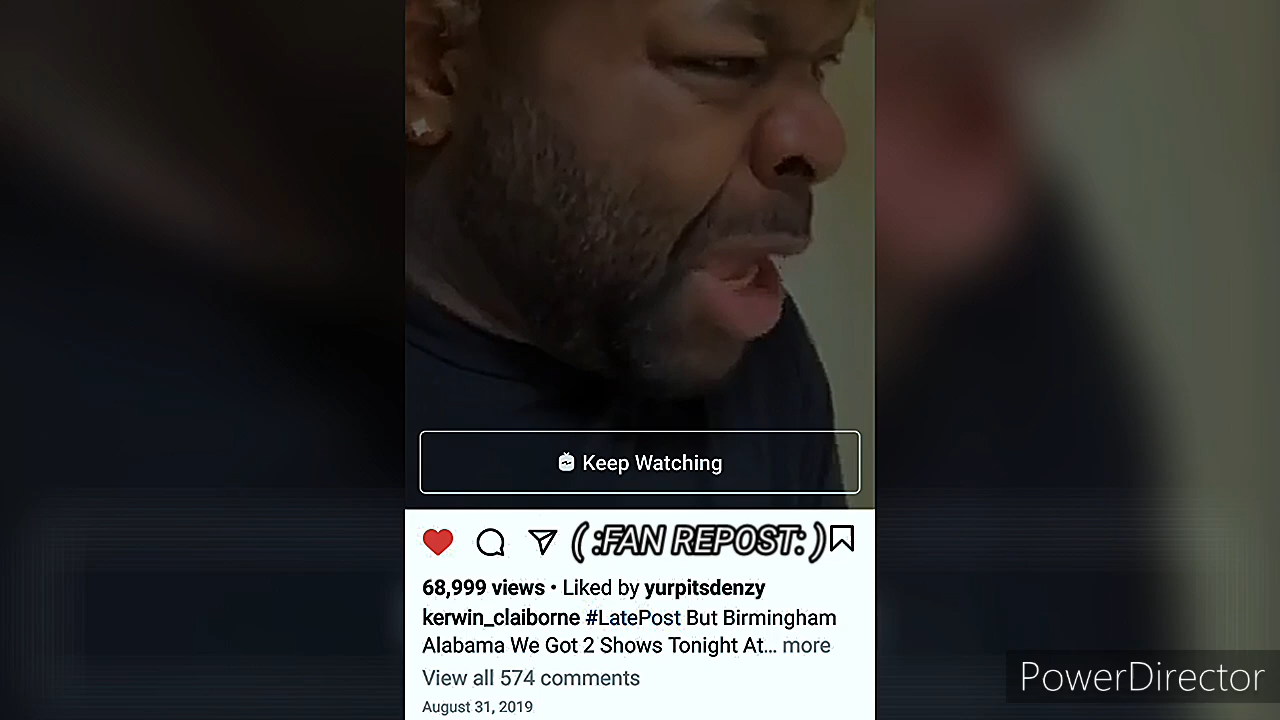 Keep Watching
( :FAN REPOST: )
68,999 views • Liked by yurpitsdenzy
kerwin_claiborne #LatePost But Birmingham
Alabama We Got 2 Shows Tonight At... more
View all 574 comments
August 31, 2019
PowerDirector